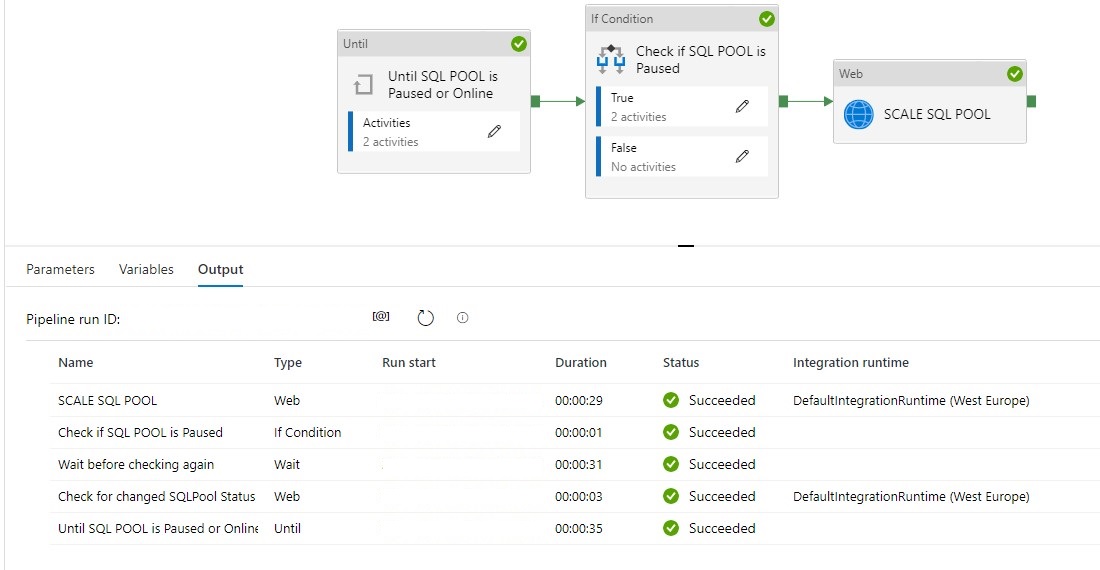 Until
Until SQL POOL is
Paused or Online
Activities
2 activities
If Condition
Check if SQL POOL is
Paused
True
2 activities
False
No activities
Web
SCALE SQL POOL
Parameters Variables Output
Pipeline run ID: [@]
Name Type Run start Duration Status Integration runtime
SCALE SQL POOL Web 00:00:29 Succeeded DefaultIntegrationRuntime (West Europe)
Check if SQL POOL is Paused If Condition 00:00:01 Succeeded
Wait before checking again Wait 00:00:31 Succeeded
Check for changed SQLPool Status Web 00:00:03 Succeeded DefaultIntegrationRuntime (West Europe)
Until SQL POOL is Paused or Online Until 00:00:35 Succeeded